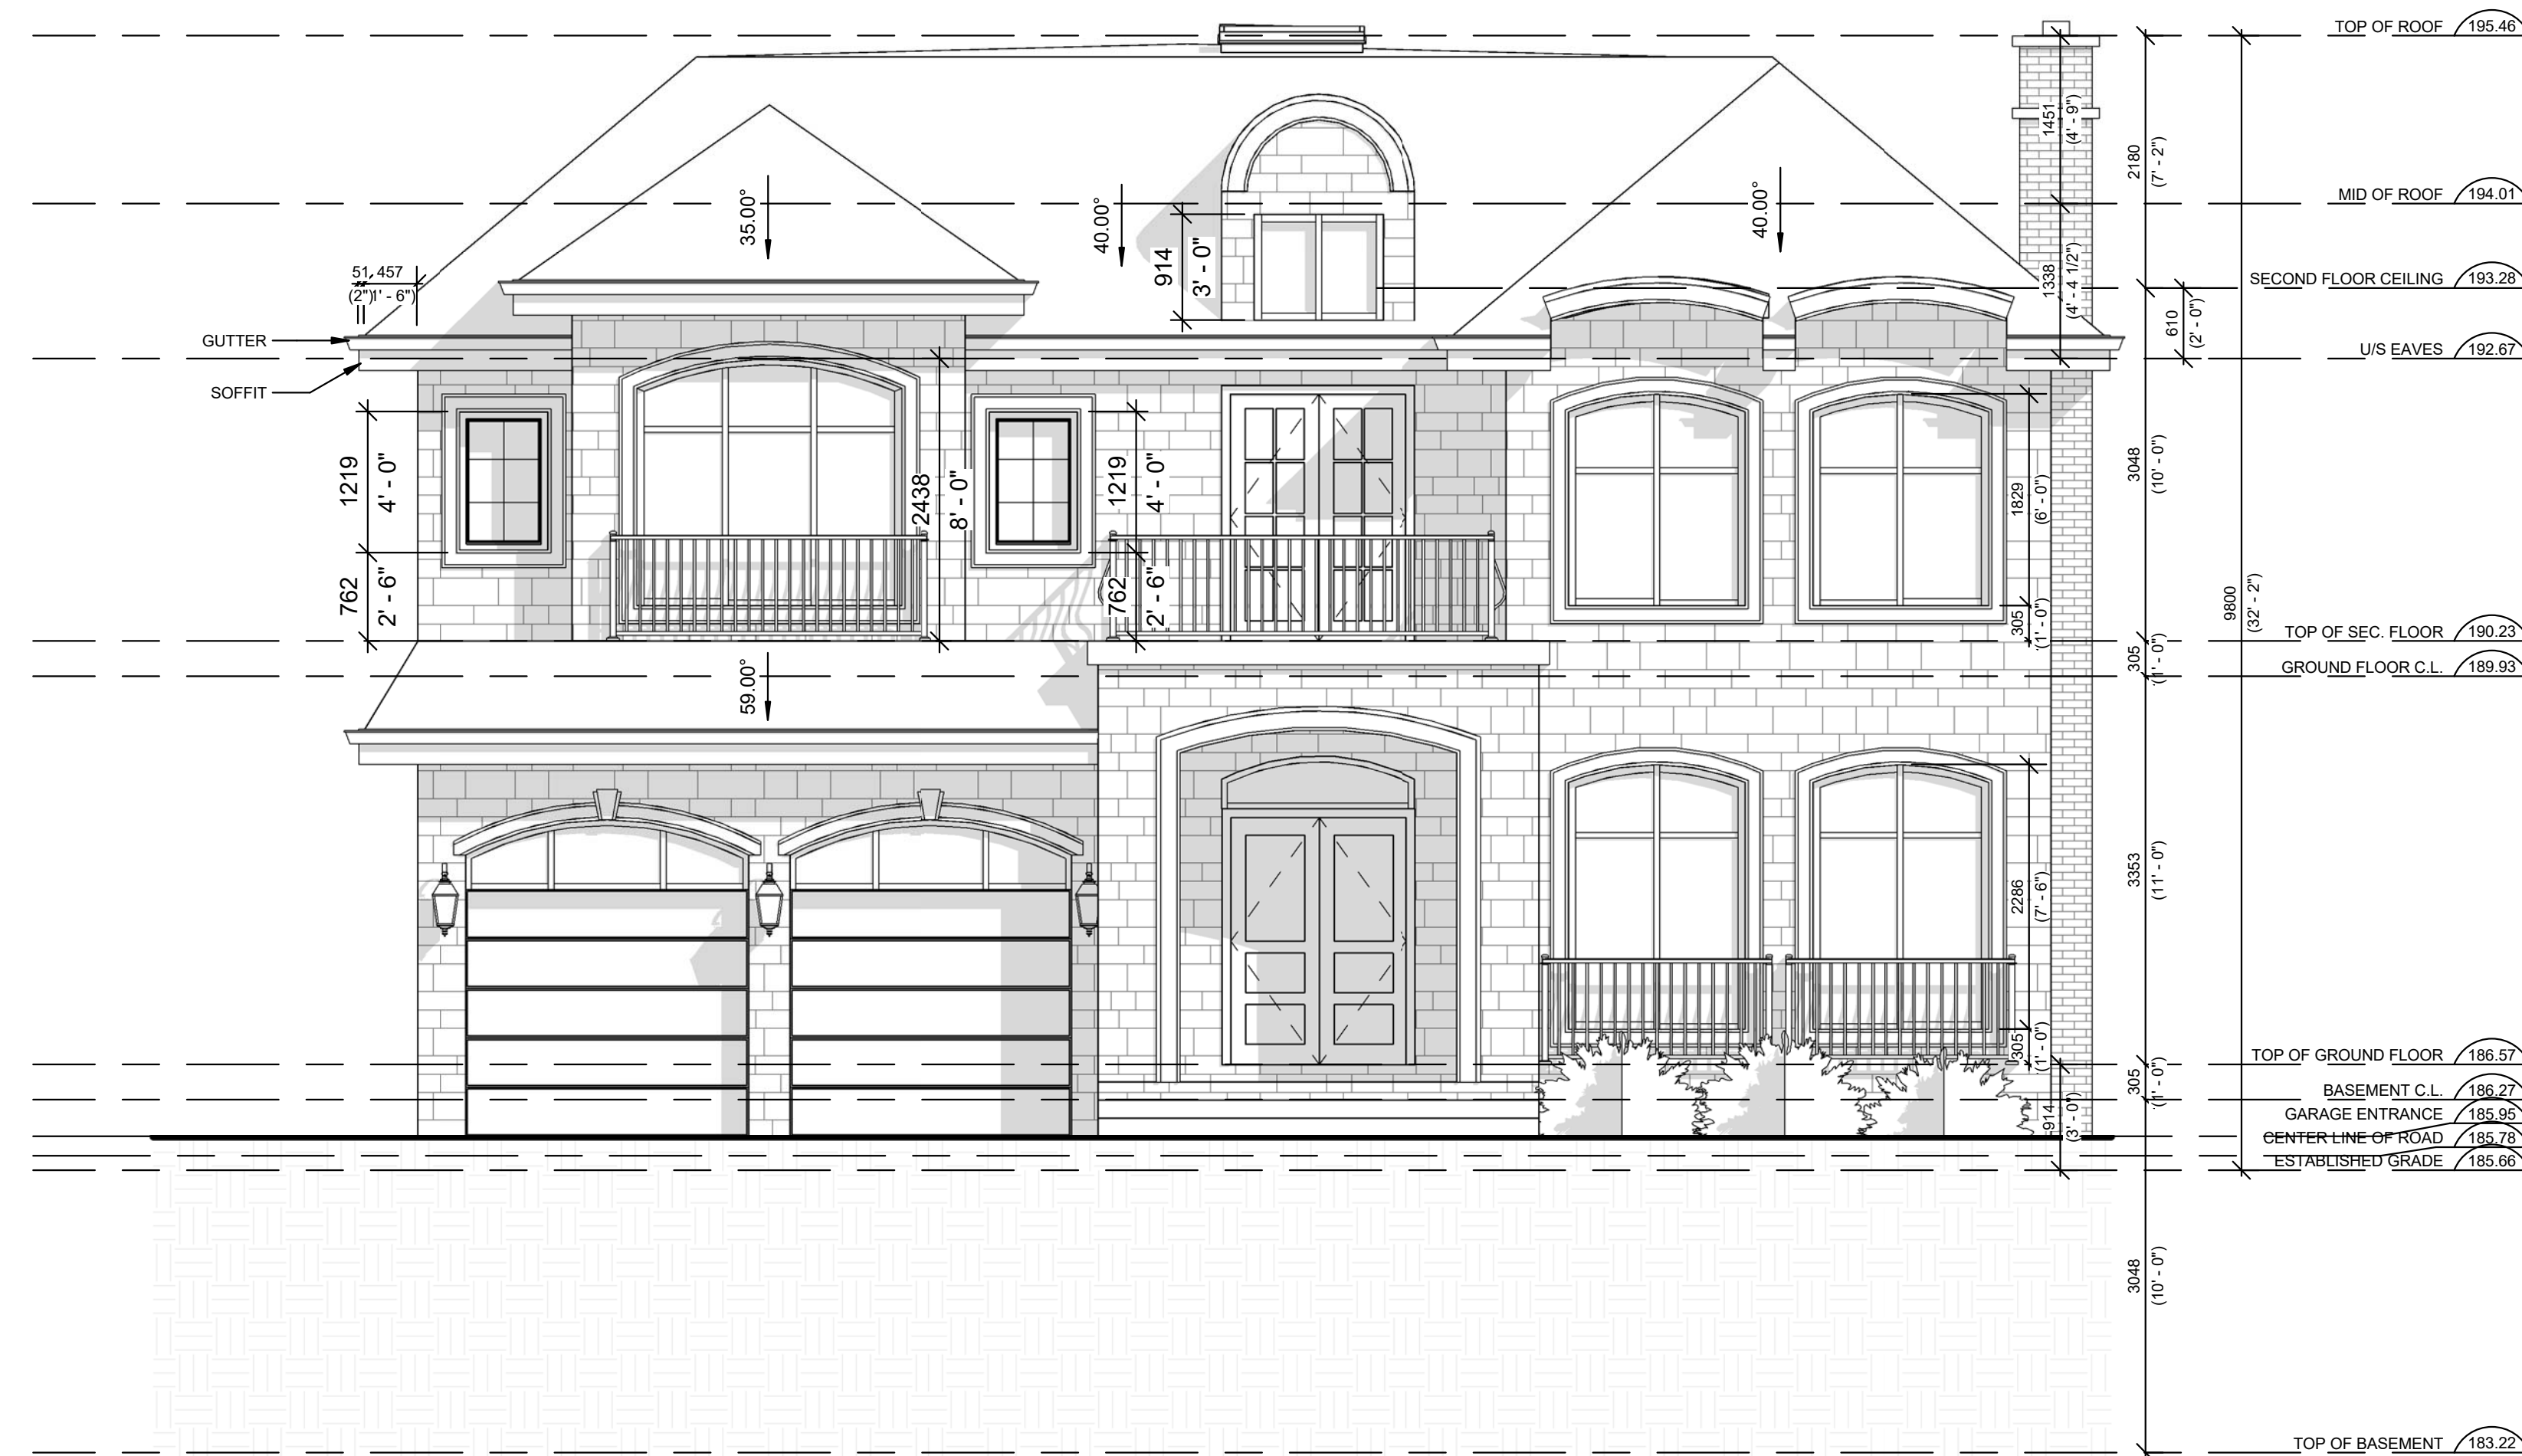 TOP OF ROOF 195.46
1451
(4' - 9")
2180
(7' - 2")
MID OF ROOF 194.01
35.00°
40.00°
40.00°
914
3' - 0"
1338
(4' - 4 1/2")
SECOND FLOOR CEILING 193.28
51 457
(2") 1' - 6")
610
(2' - 0")
GUTTER
U/S EAVES 192.67
SOFFIT
1219
4' - 0"
762
2' - 6"
2438
8' - 0"
1219
4' - 0"
762
2' - 6"
1829
(6' - 0")
305
(1' - 0")
3048
(10' - 0")
9800
(32' - 2")
TOP OF SEC. FLOOR 190.23
305
(1' - 0")
GROUND FLOOR C.L. 189.93
59.00°
2286
(7' - 6")
305
(1' - 0")
3353
(11' - 0")
TOP OF GROUND FLOOR 186.57
305
(1' - 0")
BASEMENT C.L. 186.27
914
(3' - 0")
GARAGE ENTRANCE 185.95
CENTER LINE OF ROAD 185.78
ESTABLISHED GRADE 185.66
3048
(10' - 0")
TOP OF BASEMENT 183.22